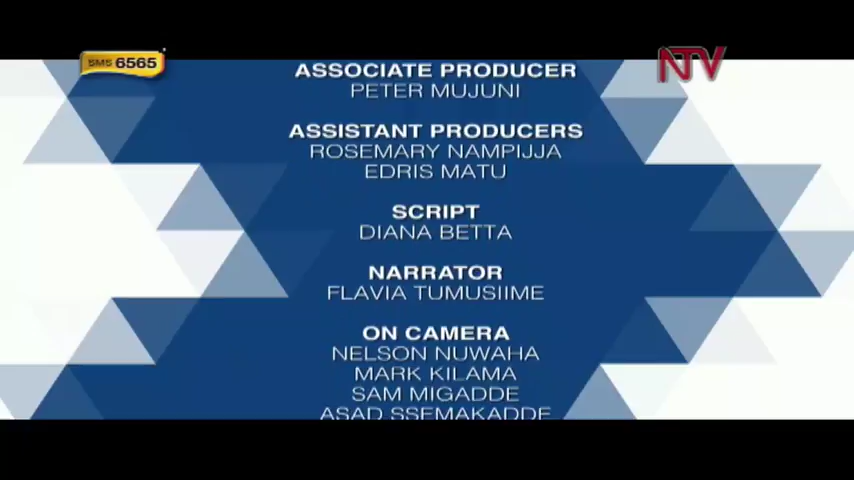 SMS 6565
NTV
ASSOCIATE PRODUCER
PETER MUJUNI
ASSISTANT PRODUCERS
ROSEMARY NAMPIJJA
EDRIS MATU
SCRIPT
DIANA BETTA
NARRATOR
FLAVIA TUMUSIIME
ON CAMERA
NELSON NUWAHA
MARK KILAMA
SAM MIGADDE
ASAD SSEMAKADDE